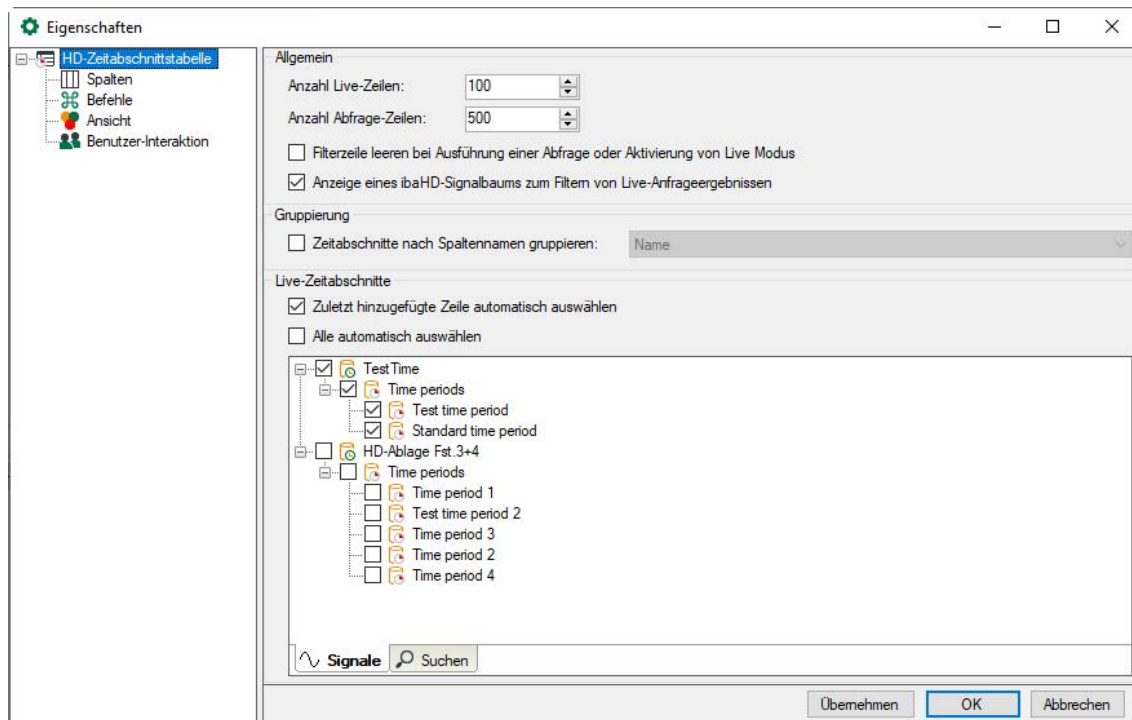 Eigenschaften
HD-Zeitabschnittstabelle
Spalten
Befehle
Ansicht
Benutzer-Interaktion
Allgemein
Anzahl Live-Zeilen: 100
Anzahl Abfrage-Zeilen: 500
Filterzeile leeren bei Ausführung einer Abfrage oder Aktivierung von Live Modus
Anzeige eines ibaHD-Signalbaums zum Filtern von Live-Anfrageergebnissen
Gruppierung
Zeitabschnitte nach Spaltennamen gruppieren: Name
Live-Zeitabschnitte
Zuletzt hinzugefügte Zeile automatisch auswählen
Alle automatisch auswählen
TestTime
Time periods
Test time period
Standard time period
HD-Ablage Fst.3+4
Time periods
Time period 1
Test time period 2
Time period 3
Time period 2
Time period 4
Signale Suchen
Übernehmen OK Abbrechen